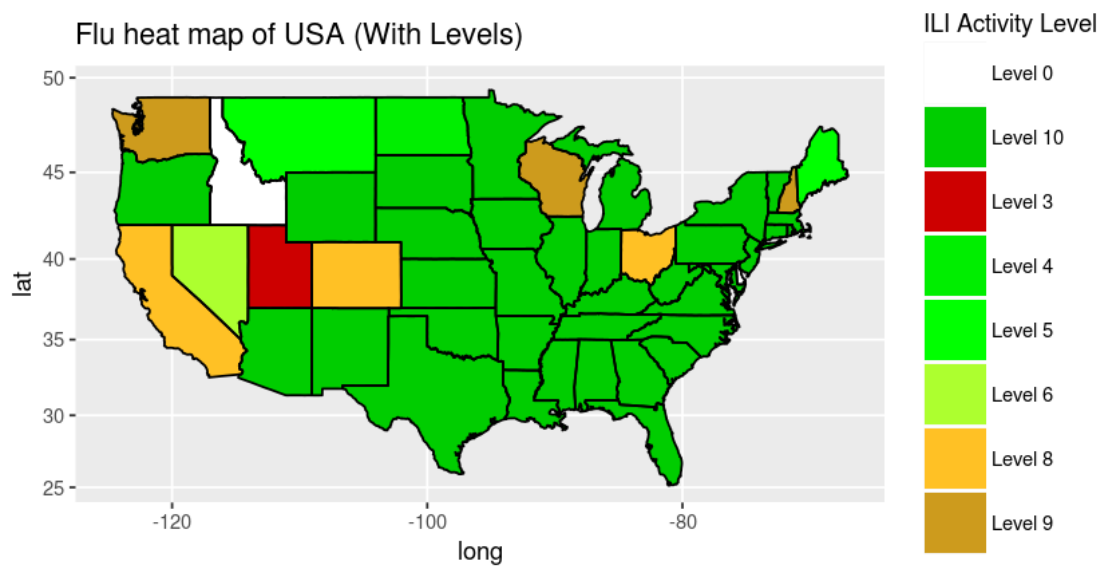 Flu heat map of USA (With Levels)
50
45
40
35
30
25
lat
-120
-100
-80
long
ILI Activity Level
Level 0
Level 10
Level 3
Level 4
Level 5
Level 6
Level 8
Level 9